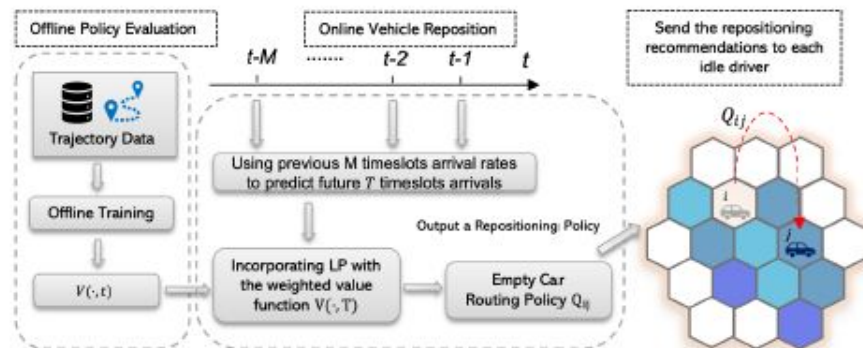 Offline Policy Evaluation
Online Vehicle Reposition
Send the repositioning
recommendations to each
idle driver
t-M ....... t-2 t-1 t
Trajectory Data
Offline Training
V(·,t)
Using previous M timeslots arrival rates
to predict future T timeslots arrivals
Incorporating LP with
the weighted value
function V(·,T)
Output a Repositioning Policy
Empty Car
Routing Policy Qij
Qij
i
j